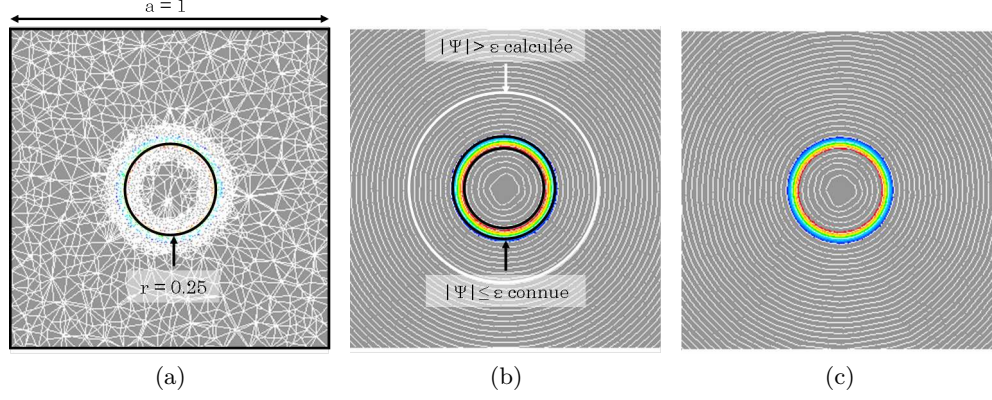 a = 1
|Ψ| > ε calculée
r = 0.25
|Ψ| ≤ ε connue
(a)
(b)
(c)